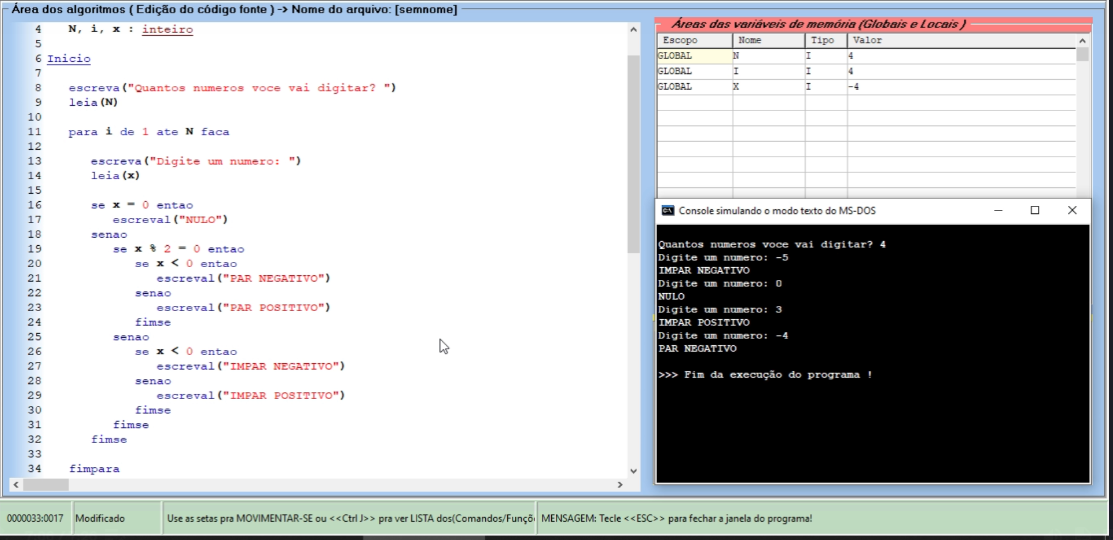 Área dos algoritmos ( Edição do código fonte ) -> Nome do arquivo: [semnome]
4 N, i, x : inteiro
5
6 Inicio
7
8 escreva("Quantos numeros voce vai digitar? ")
9 leia(N)
10
11 para i de 1 ate N faca
12
13 escreva("Digite um numero: ")
14 leia(x)
15
16 se x = 0 entao
17 escreval("NULO")
18 senao
19 se x % 2 = 0 entao
20 se x < 0 entao
21 escreval("PAR NEGATIVO")
22 senao
23 escreval("PAR POSITIVO")
24 fimse
25 senao
26 se x < 0 entao
27 escreval("IMPAR NEGATIVO")
28 senao
29 escreval("IMPAR POSITIVO")
30 fimse
31 fimse
32 fimse
33
34 fimpara
Áreas das variáveis de memória (Globais e Locais )
Escopo Nome Tipo Valor
GLOBAL N I 4
GLOBAL I I 4
GLOBAL X I -4
Console simulando o modo texto do MS-DOS
Quantos numeros voce vai digitar? 4
Digite um numero: -5
IMPAR NEGATIVO
Digite um numero: 0
NULO
Digite um numero: 3
IMPAR POSITIVO
Digite um numero: -4
PAR NEGATIVO
>>> Fim da execução do programa !
0000033:0017 Modificado Use as setas pra MOVIMENTAR-SE ou <<Ctrl J>> pra ver LISTA dos(Comandos/Funçõ MENSAGEM: Tecle <<ESC>> para fechar a janela do programa!